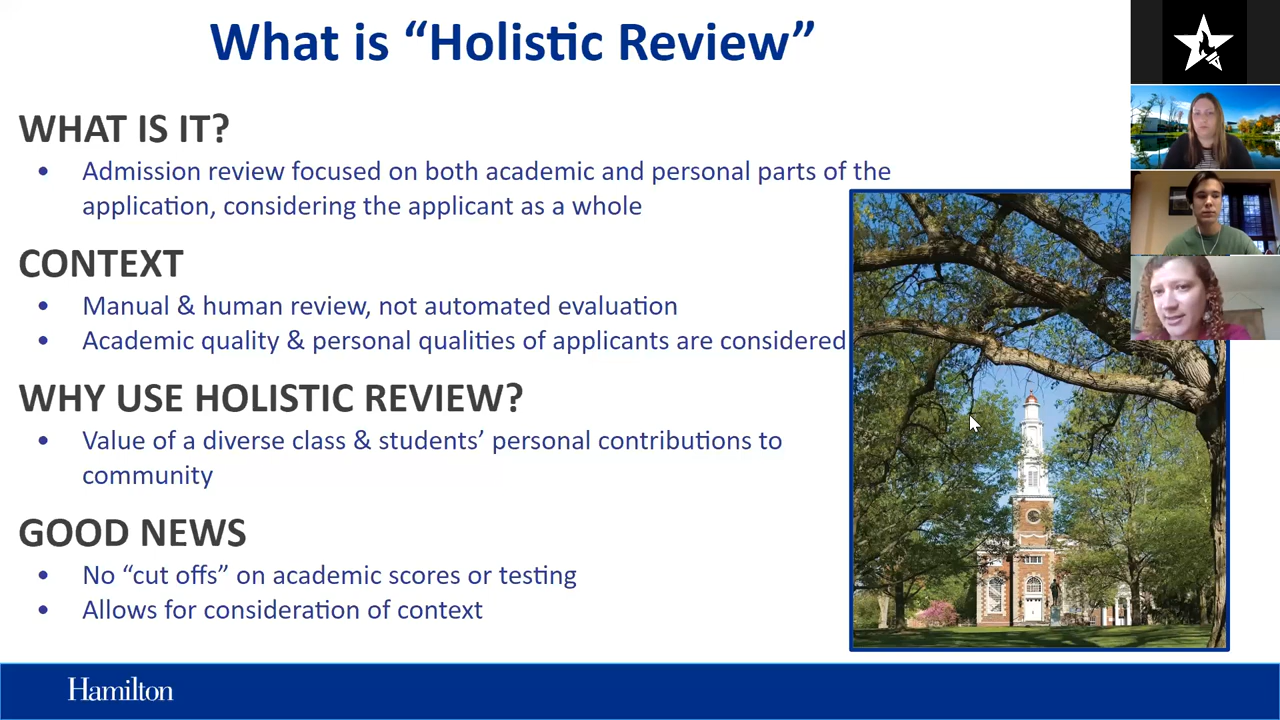 What is “Holistic Review”
WHAT IS IT?
• Admission review focused on both academic and personal parts of the
application, considering the applicant as a whole
CONTEXT
• Manual & human review, not automated evaluation
• Academic quality & personal qualities of applicants are considered
WHY USE HOLISTIC REVIEW?
• Value of a diverse class & students’ personal contributions to
community
GOOD NEWS
• No “cut offs” on academic scores or testing
• Allows for consideration of context
Hamilton